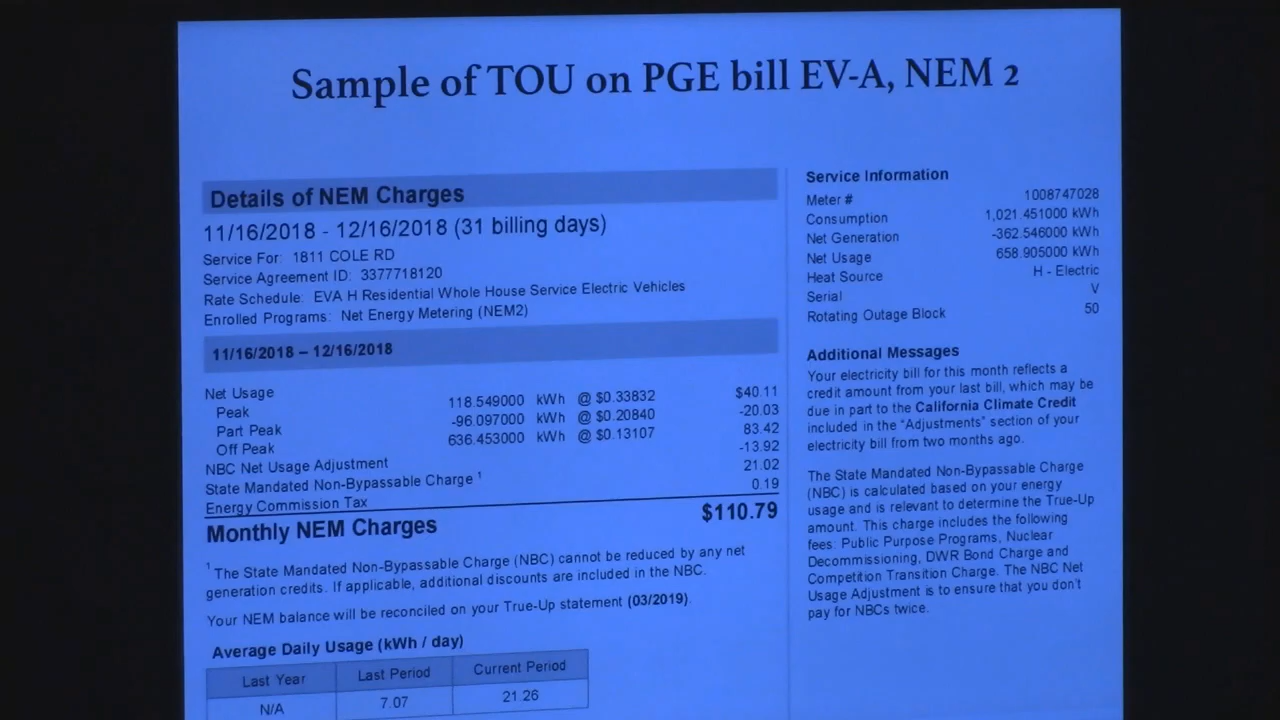 Sample of TOU on PGE bill EV-A, NEM 2
Details of NEM Charges
11/16/2018 - 12/16/2018 (31 billing days)
Service For: 1811 COLE RD
Service Agreement ID: 3377718120
Rate Schedule: EVA H Residential Whole House Service Electric Vehicles
Enrolled Programs: Net Energy Metering (NEM2)
11/16/2018 – 12/16/2018
Net Usage
Peak 118.549000 kWh @ $0.33832 $40.11
Part Peak -96.097000 kWh @ $0.20840 -20.03
Off Peak 636.453000 kWh @ $0.13107 83.42
NBC Net Usage Adjustment -13.92
State Mandated Non-Bypassable Charge 1 21.02
Energy Commission Tax 0.19
Monthly NEM Charges $110.79
1 The State Mandated Non-Bypassable Charge (NBC) cannot be reduced by any net
generation credits. If applicable, additional discounts are included in the NBC.
Your NEM balance will be reconciled on your True-Up statement (03/2019).
Average Daily Usage (kWh / day)
Last Year Last Period Current Period
N/A 7.07 21.26
Service Information
Meter # 1008747028
Consumption 1,021.451000 kWh
Net Generation -362.546000 kWh
Net Usage 658.905000 kWh
Heat Source H - Electric
Serial V
Rotating Outage Block 50
Additional Messages
Your electricity bill for this month reflects a
credit amount from your last bill, which may be
due in part to the California Climate Credit
included in the “Adjustments” section of your
electricity bill from two months ago.
The State Mandated Non-Bypassable Charge
(NBC) is calculated based on your energy
usage and is relevant to determine the True-Up
amount. This charge includes the following
fees: Public Purpose Programs, Nuclear
Decommissioning, DWR Bond Charge and
Competition Transition Charge. The NBC Net
Usage Adjustment is to ensure that you don't
pay for NBCs twice.